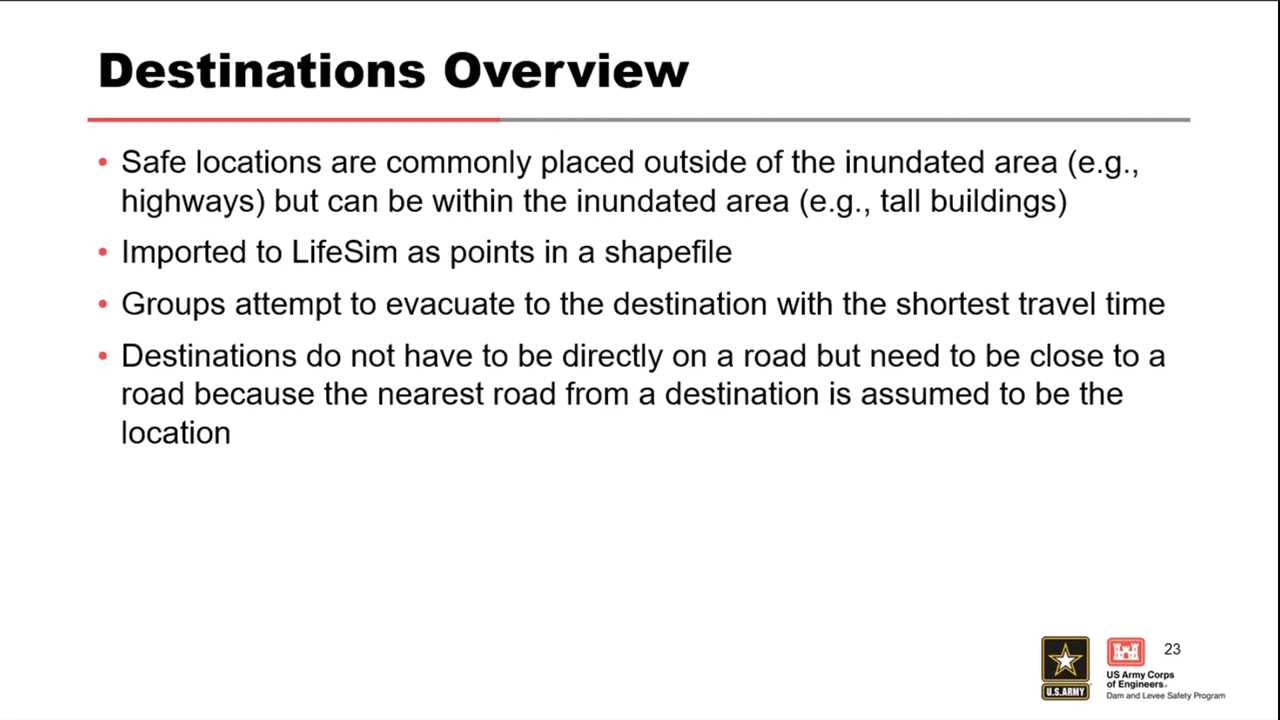 Destinations Overview
• Safe locations are commonly placed outside of the inundated area (e.g.,
highways) but can be within the inundated area (e.g., tall buildings)
• Imported to LifeSim as points in a shapefile
• Groups attempt to evacuate to the destination with the shortest travel time
• Destinations do not have to be directly on a road but need to be close to a
road because the nearest road from a destination is assumed to be the
location
23
U.S.ARMY
US Army Corps
of Engineers®
Dam and Levee Safety Program